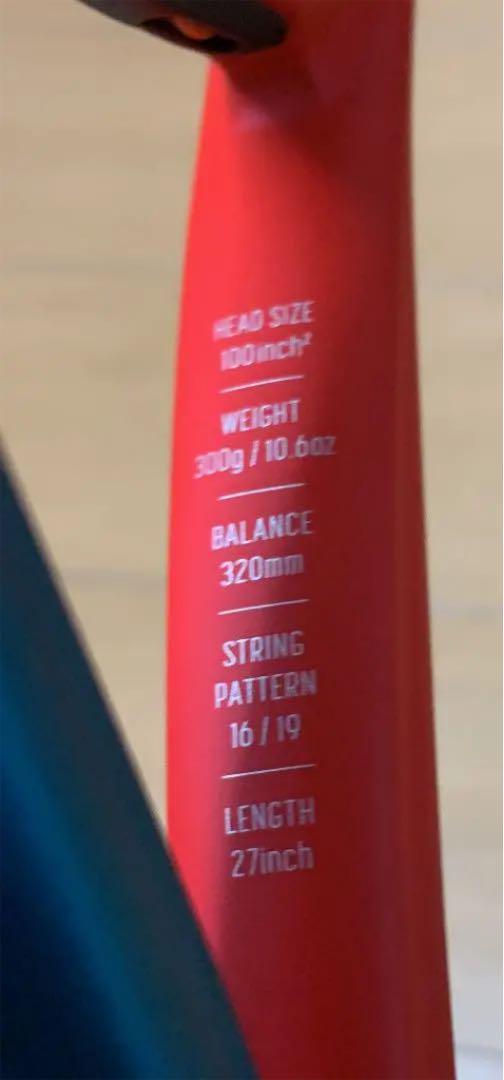 HEAD SIZE
100inch²
WEIGHT
300g / 10.6oz
BALANCE
320mm
STRING
PATTERN
16 / 19
LENGTH
27inch